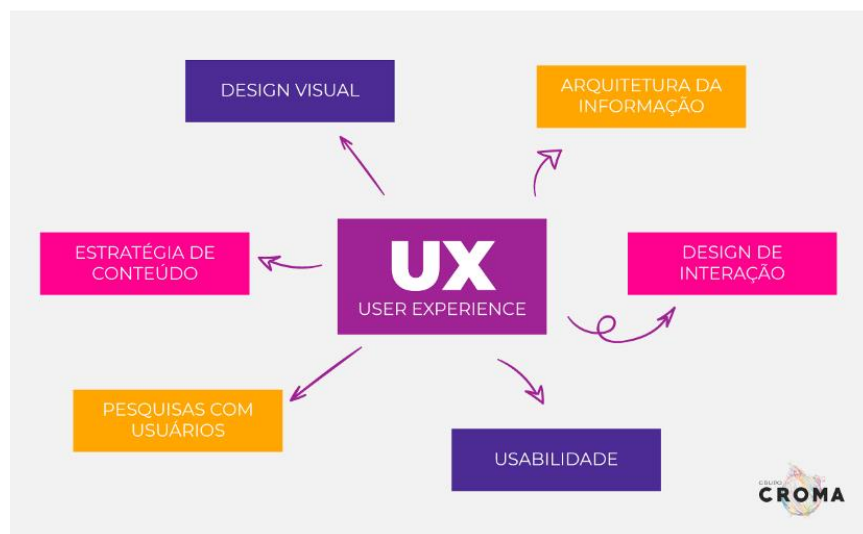 DESIGN VISUAL
ARQUITETURA DA
INFORMAÇÃO
ESTRATÉGIA DE
CONTEÚDO
UX
USER EXPERIENCE
DESIGN DE
INTERAÇÃO
PESQUISAS COM
USUÁRIOS
USABILIDADE
GRUPO
CROMA